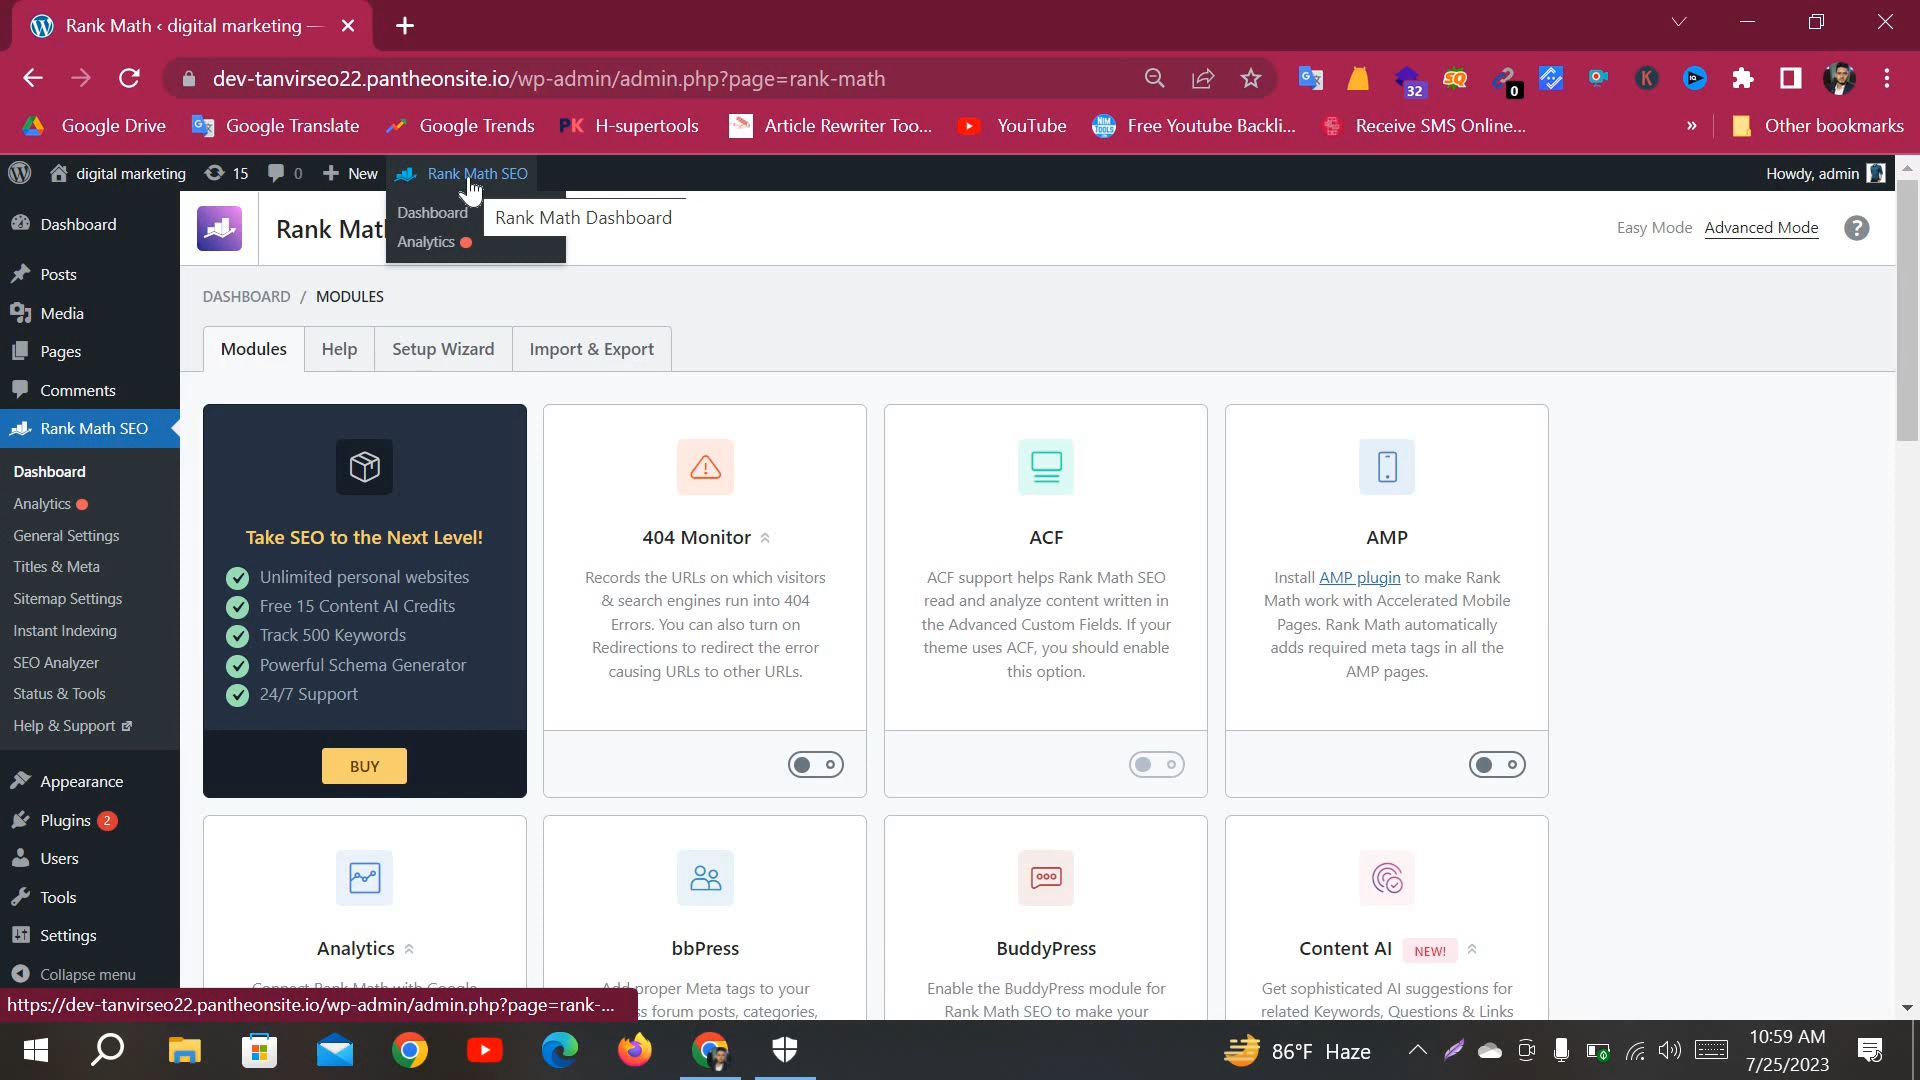 Rank Math ‹ digital marketing —
dev-tanvirseo22.pantheonsite.io/wp-admin/admin.php?page=rank-math
32
SQ
0
K
Google Drive
Google Translate
Google Trends
PK H-supertools
Article Rewriter Too...
YouTube
Free Youtube Backli...
Receive SMS Online...
»
Other bookmarks
digital marketing
15
0
New
Rank Math SEO
Howdy, admin
Dashboard
Analytics
Rank Math Dashboard
Rank Mat
Easy Mode
Advanced Mode
?
Dashboard
Posts
Media
Pages
Comments
Rank Math SEO
Dashboard
Analytics
General Settings
Titles & Meta
Sitemap Settings
Instant Indexing
SEO Analyzer
Status & Tools
Help & Support
Appearance
Plugins 2
Users
Tools
Settings
Collapse menu
DASHBOARD / MODULES
Modules
Help
Setup Wizard
Import & Export
Take SEO to the Next Level!
Unlimited personal websites
Free 15 Content AI Credits
Track 500 Keywords
Powerful Schema Generator
24/7 Support
BUY
404 Monitor
Records the URLs on which visitors
& search engines run into 404
Errors. You can also turn on
Redirections to redirect the error
causing URLs to other URLs.
ACF
ACF support helps Rank Math SEO
read and analyze content written in
the Advanced Custom Fields. If your
theme uses ACF, you should enable
this option.
AMP
Install AMP plugin to make Rank
Math work with Accelerated Mobile
Pages. Rank Math automatically
adds required meta tags in all the
AMP pages.
Analytics
Connect Rank Math with Google
bbPress
Add proper Meta tags to your
forum posts, categories,
BuddyPress
Enable the BuddyPress module for
Rank Math SEO to make your
Content AI NEW!
Get sophisticated AI suggestions for
related Keywords, Questions & Links
https://dev-tanvirseo22.pantheonsite.io/wp-admin/admin.php?page=rank-...
86°F Haze
10:59 AM
7/25/2023